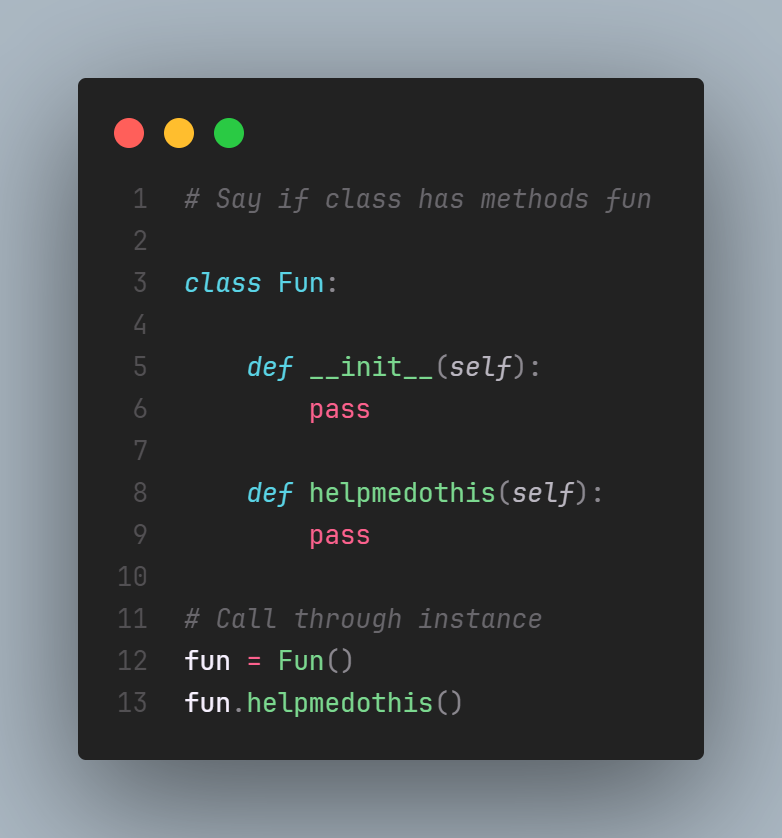 1 # Say if class has methods fun
2
3 class Fun:
4
5     def __init__(self):
6         pass
7
8     def helpmedothis(self):
9         pass
10
11 # Call through instance
12 fun = Fun()
13 fun.helpmedothis()